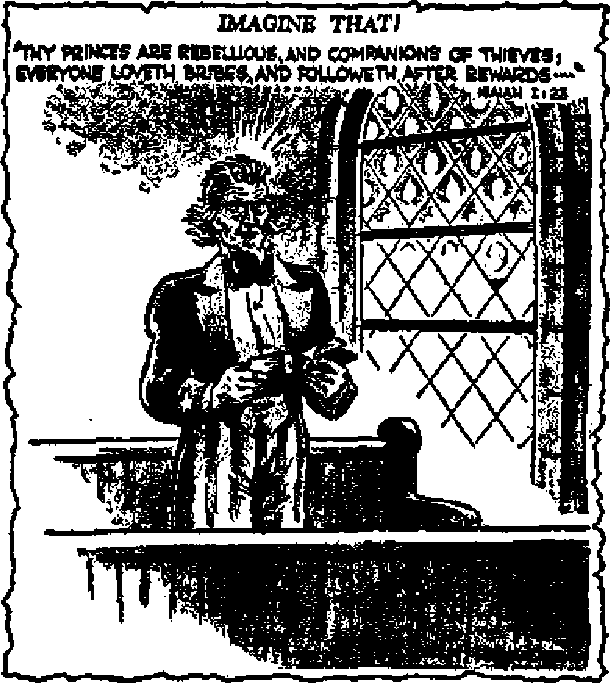 IMAGINE THAT!
"THY PRINCES ARE REBELLIOUS, AND COMPANIONS OF THIEVES;
EVERYONE LOVETH BRIBES, AND FOLLOWETH AFTER REWARDS...."
ISAIAH 1:23